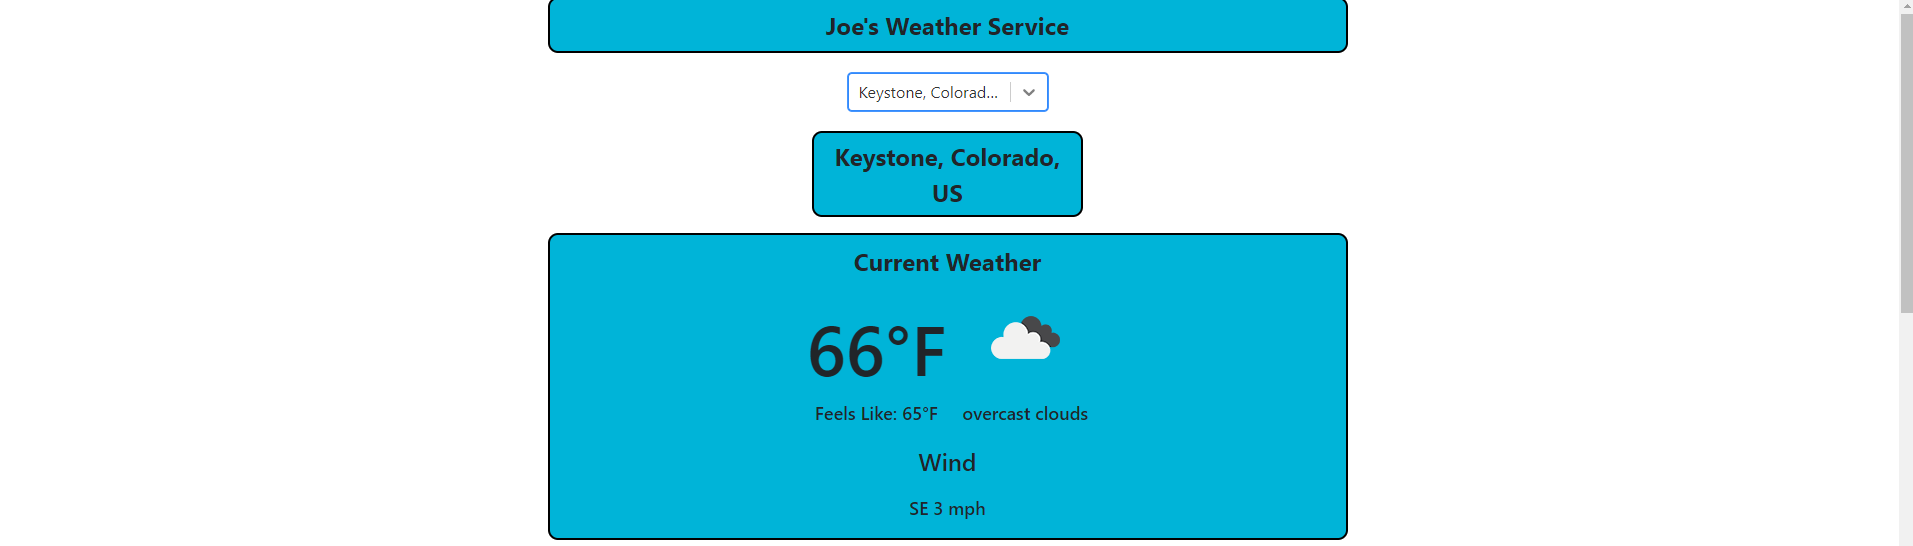 Joe's Weather Service
Keystone, Colorad...
Keystone, Colorado,
US
Current Weather
66°F
Feels Like: 65°F overcast clouds
Wind
SE 3 mph